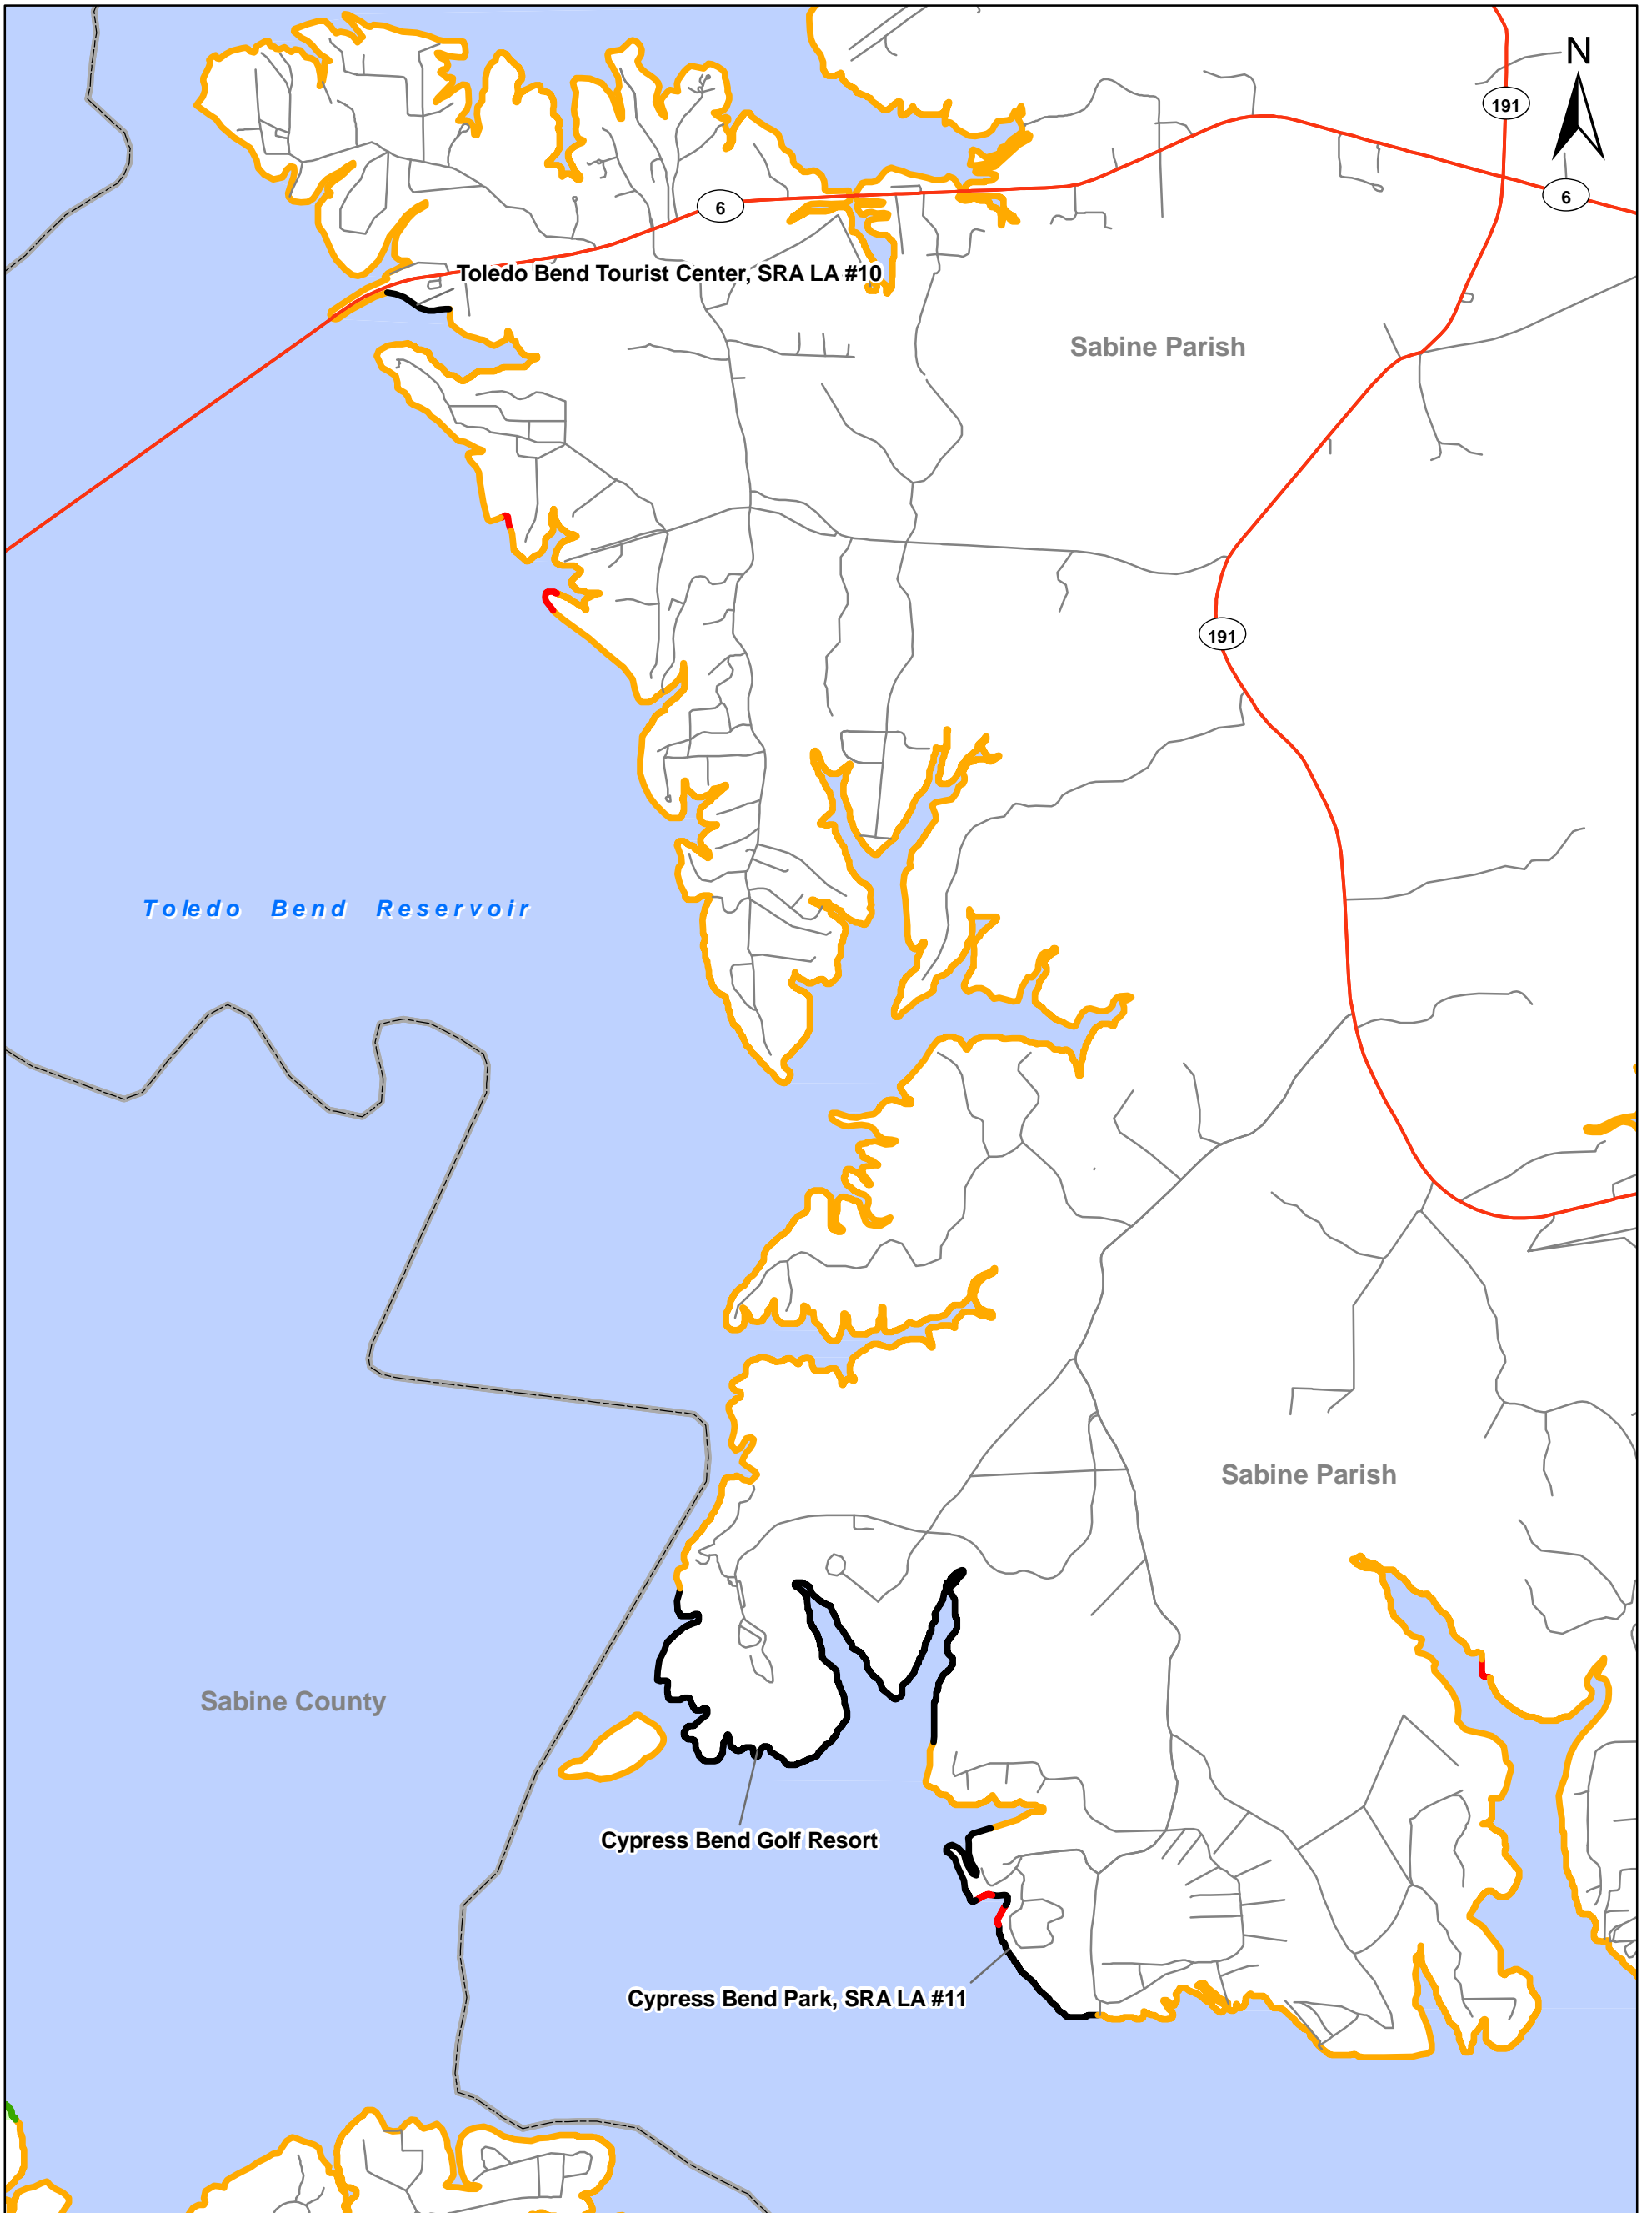 N
191
6
6
Toledo Bend Tourist Center, SRA LA #10
Sabine Parish
191
Toledo Bend Reservoir
Sabine Parish
Sabine County
Cypress Bend Golf Resort
Cypress Bend Park, SRA LA #11